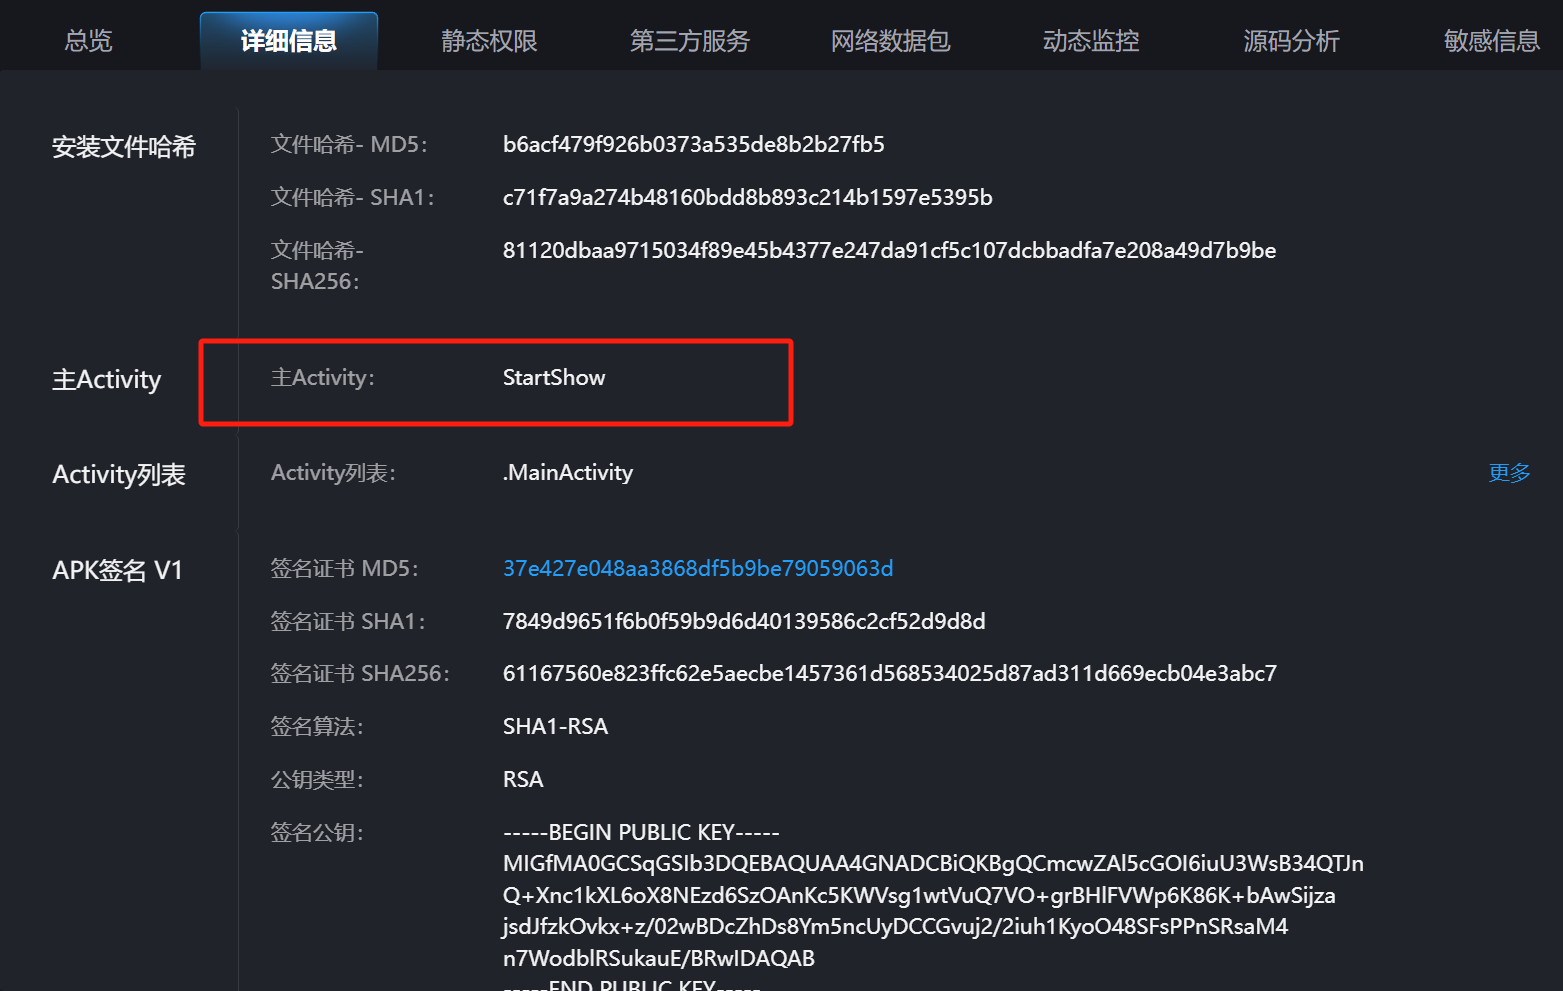 总览 详细信息 静态权限 第三方服务 网络数据包 动态监控 源码分析 敏感信息
安装文件哈希 文件哈希- MD5： b6acf479f926b0373a535de8b2b27fb5
文件哈希- SHA1： c71f7a9a274b48160bdd8b893c214b1597e5395b
文件哈希- 81120dbaa9715034f89e45b4377e247da91cf5c107dcbbadfa7e208a49d7b9be
SHA256：
主Activity 主Activity： StartShow
Activity列表 Activity列表： .MainActivity 更多
APK签名 V1 签名证书 MD5： 37e427e048aa3868df5b9be79059063d
签名证书 SHA1： 7849d9651f6b0f59b9d6d40139586c2cf52d9d8d
签名证书 SHA256： 61167560e823ffc62e5aecbe1457361d568534025d87ad311d669ecb04e3abc7
签名算法： SHA1-RSA
公钥类型： RSA
签名公钥： -----BEGIN PUBLIC KEY-----
MIGfMA0GCSqGSIb3DQEBAQUAA4GNADCBiQKBgQCmcwZAl5cGOI6iuU3WsB34QTJn
Q+Xnc1kXL6oX8NEzd6SzOAnKc5KWVsg1wtVuQ7VO+grBHlFVWp6K86K+bAwSijza
jsdJfzkOvkx+z/02wBDcZhDs8Ym5ncUyDCCGvuj2/2iuh1KyoO48SFsPPnSRsaM4
n7WodblRSukauE/BRwIDAQAB
-----END PUBLIC KEY-----